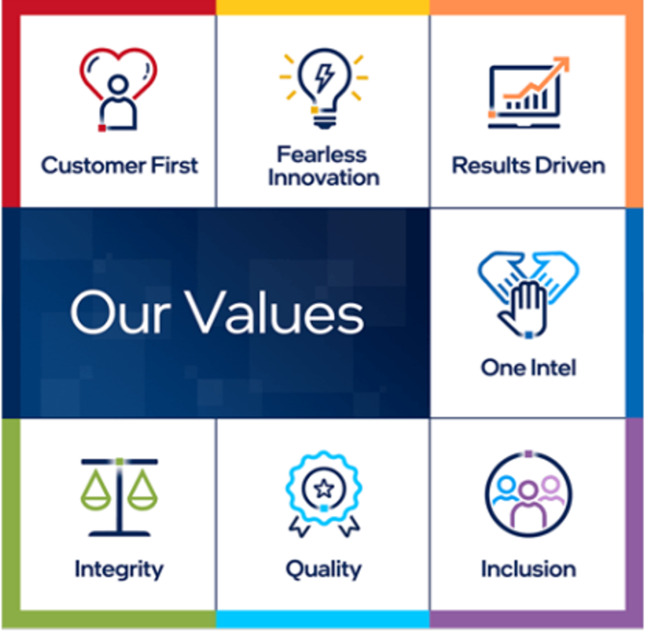 Customer First
Fearless
Innovation
Results Driven
Our Values
One Intel
Integrity
Quality
Inclusion